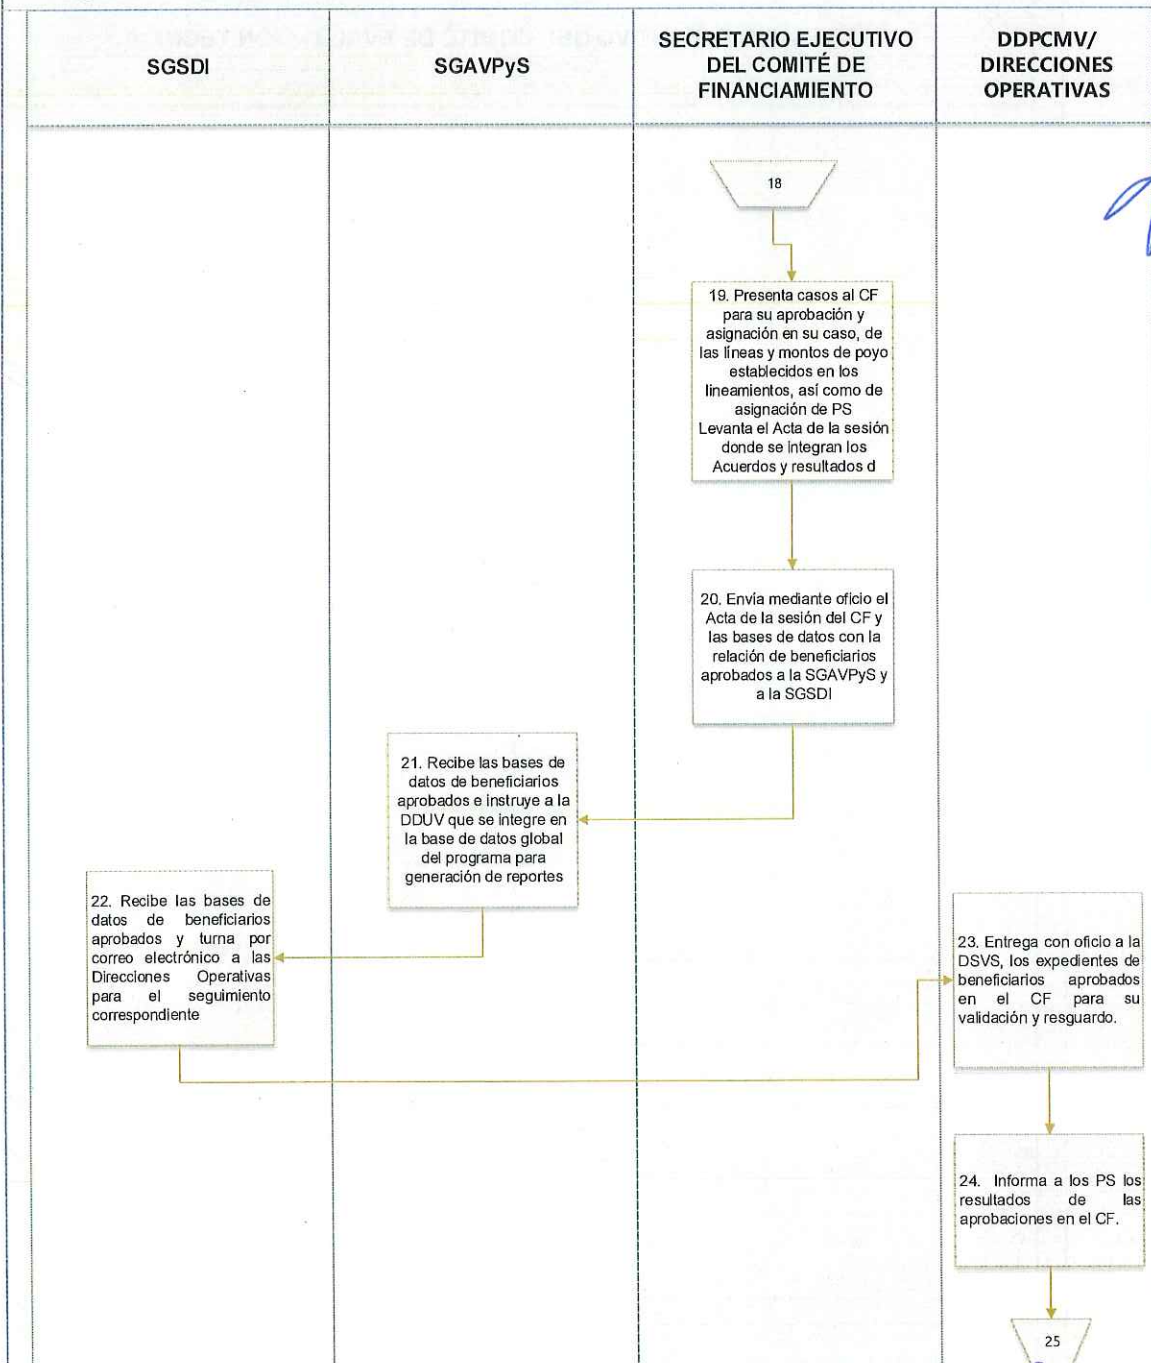 SGSDI
SGAVPyS
SECRETARIO EJECUTIVO
DEL COMITÉ DE
FINANCIAMIENTO
DDPCMV/
DIRECCIONES
OPERATIVAS
18
19. Presenta casos al CF
para su aprobación y
asignación en su caso, de
las líneas y montos de poyo
establecidos en los
lineamientos, así como de
asignación de PS
Levanta el Acta de la sesión
donde se integran los
Acuerdos y resultados d
20. Envía mediante oficio el
Acta de la sesión del CF y
las bases de datos con la
relación de beneficiarios
aprobados a la SGAVPyS y
a la SGSDI
21. Recibe las bases de
datos de beneficiarios
aprobados e instruye a la
DDUV que se integre en
la base de datos global
del programa para
generación de reportes
22. Recibe las bases de
datos de beneficiarios
aprobados y turna por
correo electrónico a las
Direcciones Operativas
para el seguimiento
correspondiente
23. Entrega con oficio a la
DSVS, los expedientes de
beneficiarios aprobados
en el CF para su
validación y resguardo.
24. Informa a los PS los
resultados de las
aprobaciones en el CF.
25